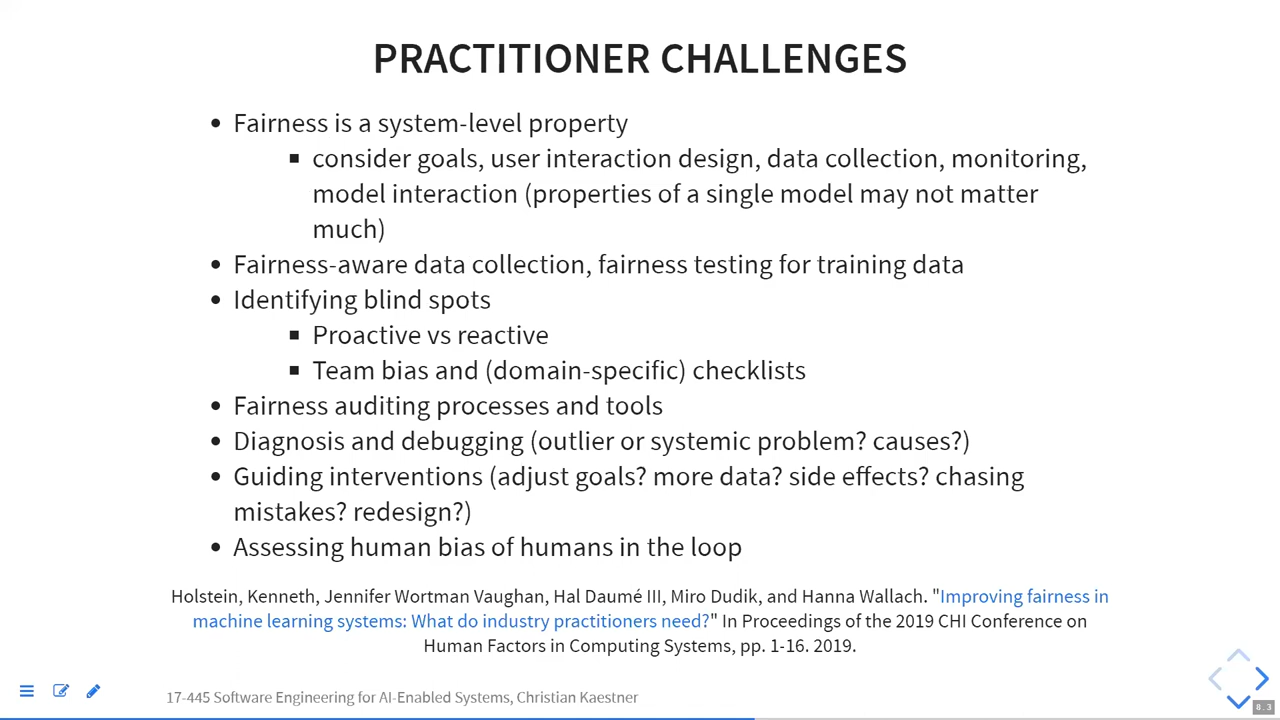 PRACTITIONER CHALLENGES
• Fairness is a system-level property
▪ consider goals, user interaction design, data collection, monitoring,
model interaction (properties of a single model may not matter
much)
• Fairness-aware data collection, fairness testing for training data
• Identifying blind spots
▪ Proactive vs reactive
▪ Team bias and (domain-specific) checklists
• Fairness auditing processes and tools
• Diagnosis and debugging (outlier or systemic problem? causes?)
• Guiding interventions (adjust goals? more data? side effects? chasing
mistakes? redesign?)
• Assessing human bias of humans in the loop
Holstein, Kenneth, Jennifer Wortman Vaughan, Hal Daumé III, Miro Dudik, and Hanna Wallach. "Improving fairness in
machine learning systems: What do industry practitioners need?" In Proceedings of the 2019 CHI Conference on
Human Factors in Computing Systems, pp. 1-16. 2019.
17-445 Software Engineering for AI-Enabled Systems, Christian Kaestner
8.3